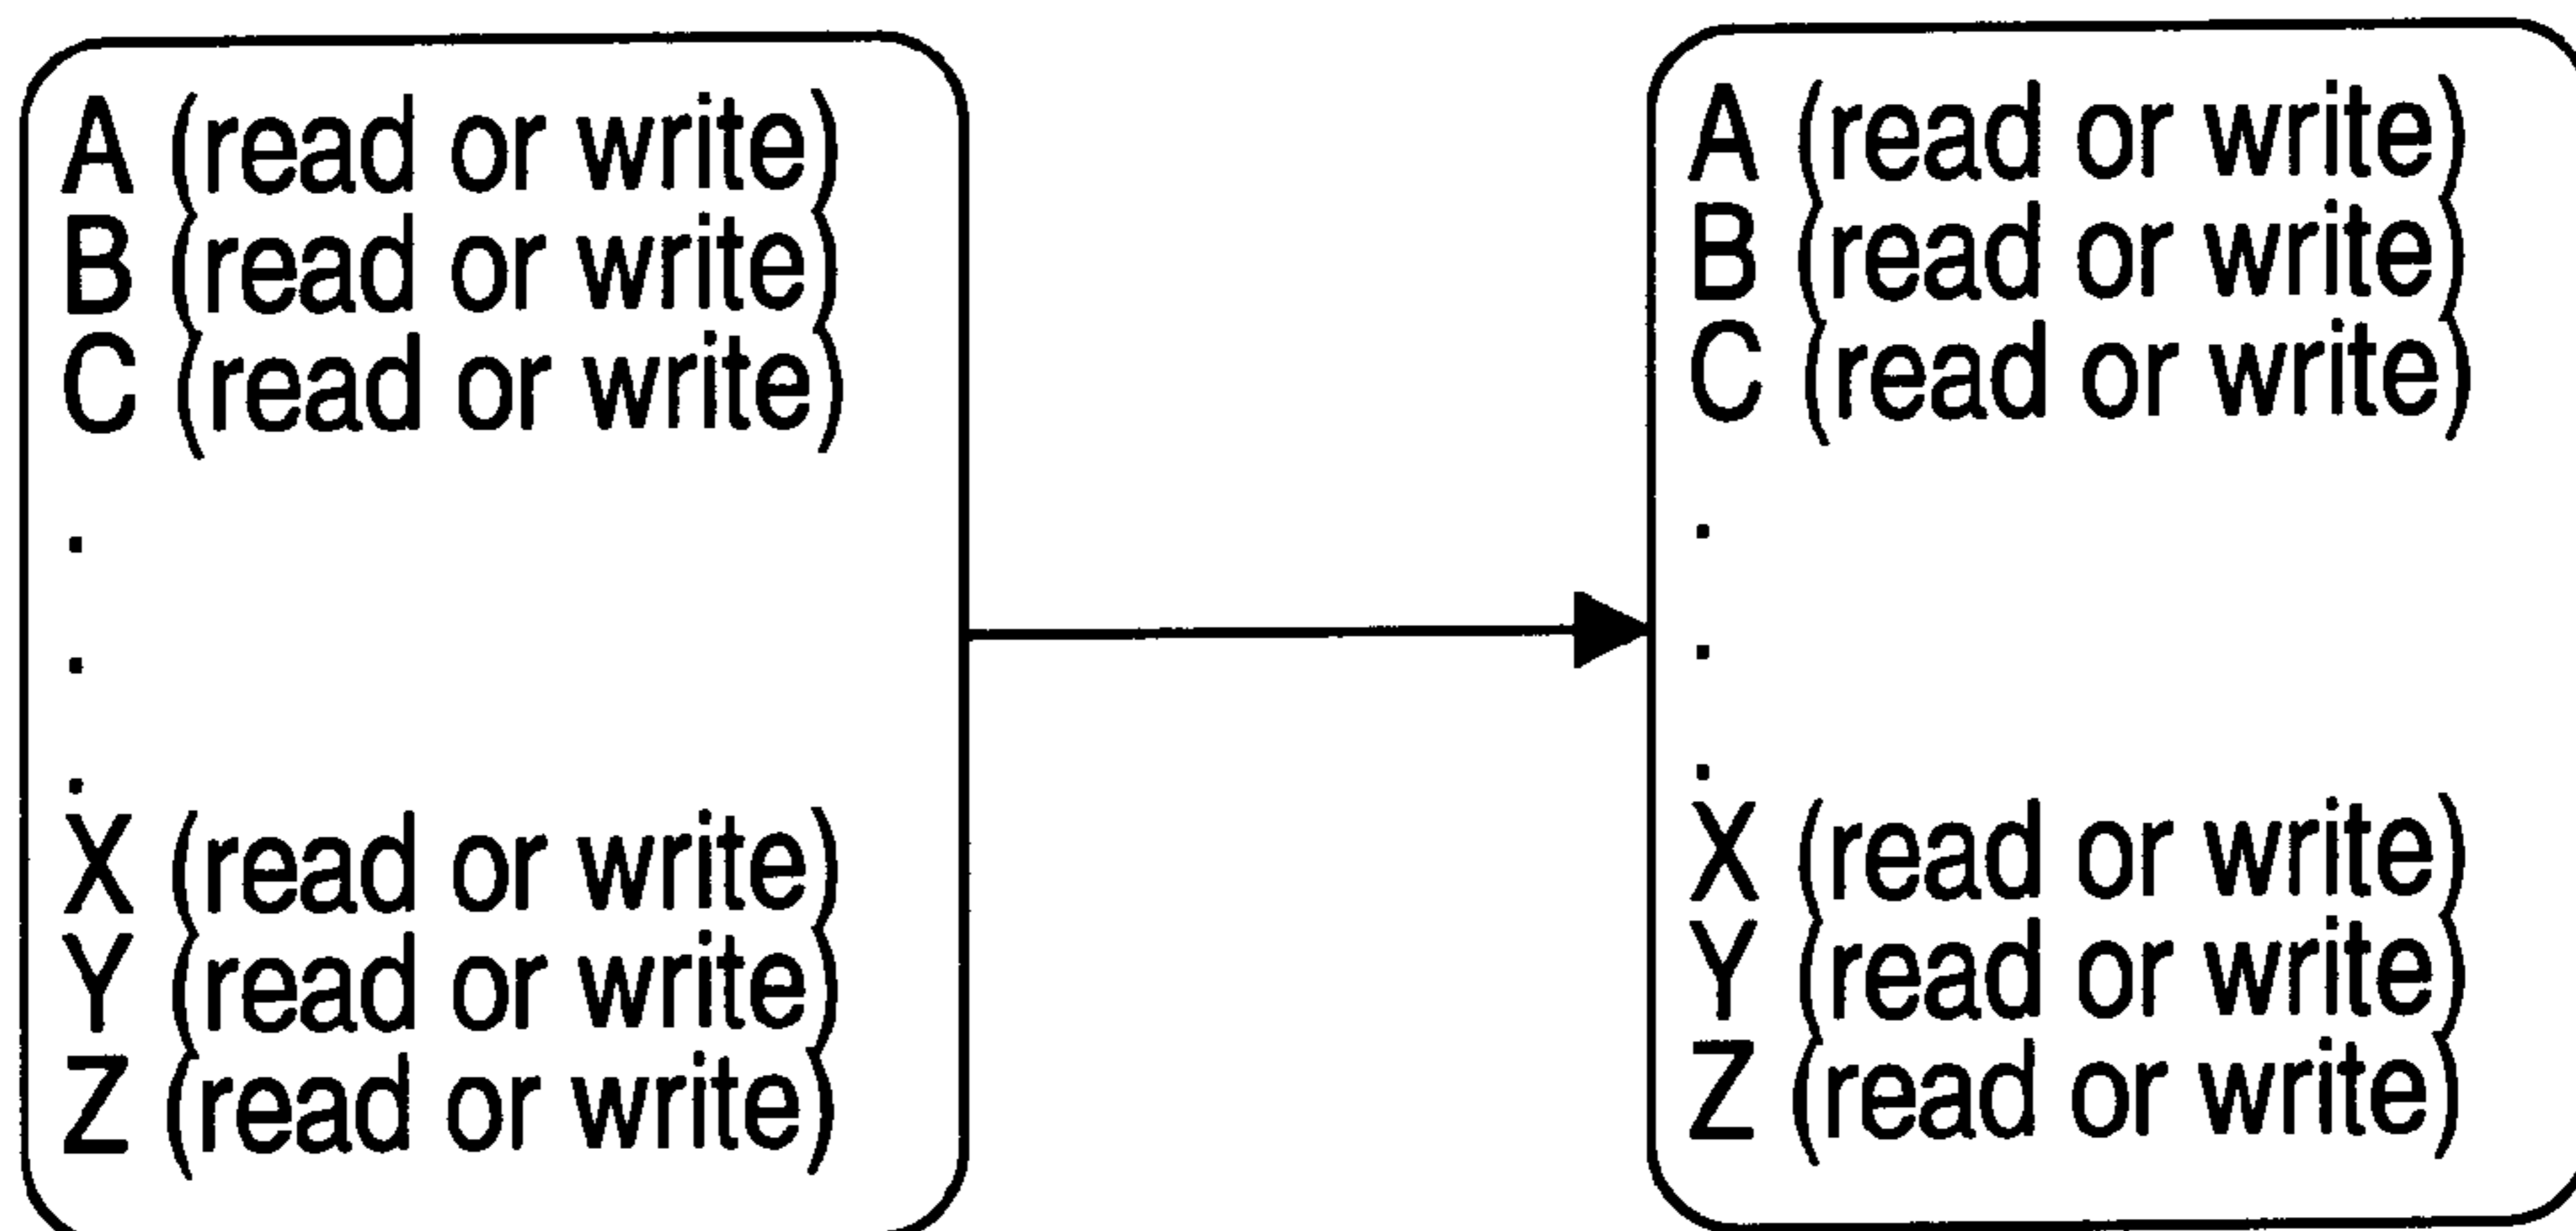 A (read or write)
B (read or write)
C (read or write)
.
.
.
X (read or write)
Y (read or write)
Z (read or write)
A (read or write)
B (read or write)
C (read or write)
.
.
.
X (read or write)
Y (read or write)
Z (read or write)